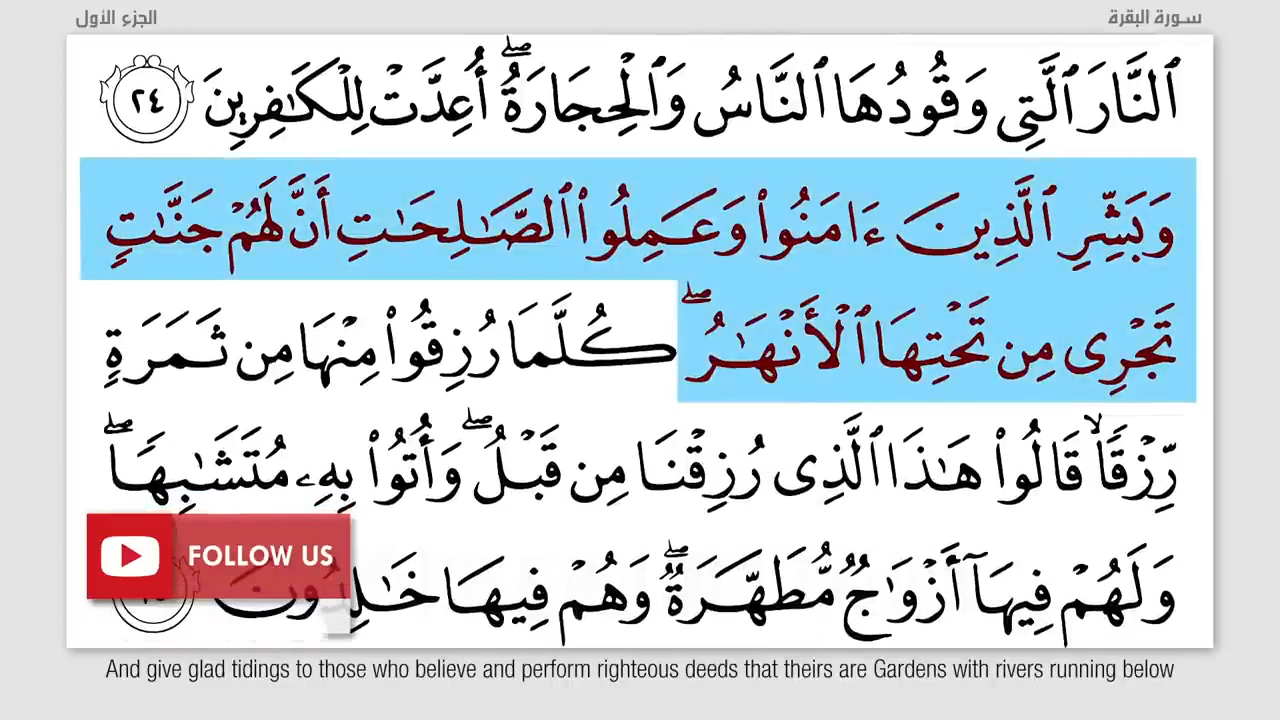 سورة البقرة
الجزء الأول
ٱلنَّارَ ٱلَّتِى وَقُودُهَا ٱلنَّاسُ وَٱلْحِجَارَةُ ۖ أُعِدَّتْ لِلْكَـٰفِرِينَ ٢٤
وَبَشِّرِ ٱلَّذِينَ ءَامَنُوا۟ وَعَمِلُوا۟ ٱلصَّـٰلِحَـٰتِ أَنَّ لَهُمْ جَنَّـٰتٍ
تَجْرِى مِن تَحْتِهَا ٱلْأَنْهَـٰرُ ۖ كُلَّمَا رُزِقُوا۟ مِنْهَا مِن ثَمَرَةٍ
رِّزْقًا ۙ قَالُوا۟ هَـٰذَا ٱلَّذِى رُزِقْنَا مِن قَبْلُ ۖ وَأُتُوا۟ بِهِۦ مُتَشَـٰبِهًا ۖ
وَلَهُمْ فِيهَآ أَزْوَٰجٌ مُّطَهَّرَةٌ ۖ وَهُمْ فِيهَا خَـٰلِدُونَ
FOLLOW US
And give glad tidings to those who believe and perform righteous deeds that theirs are Gardens with rivers running below